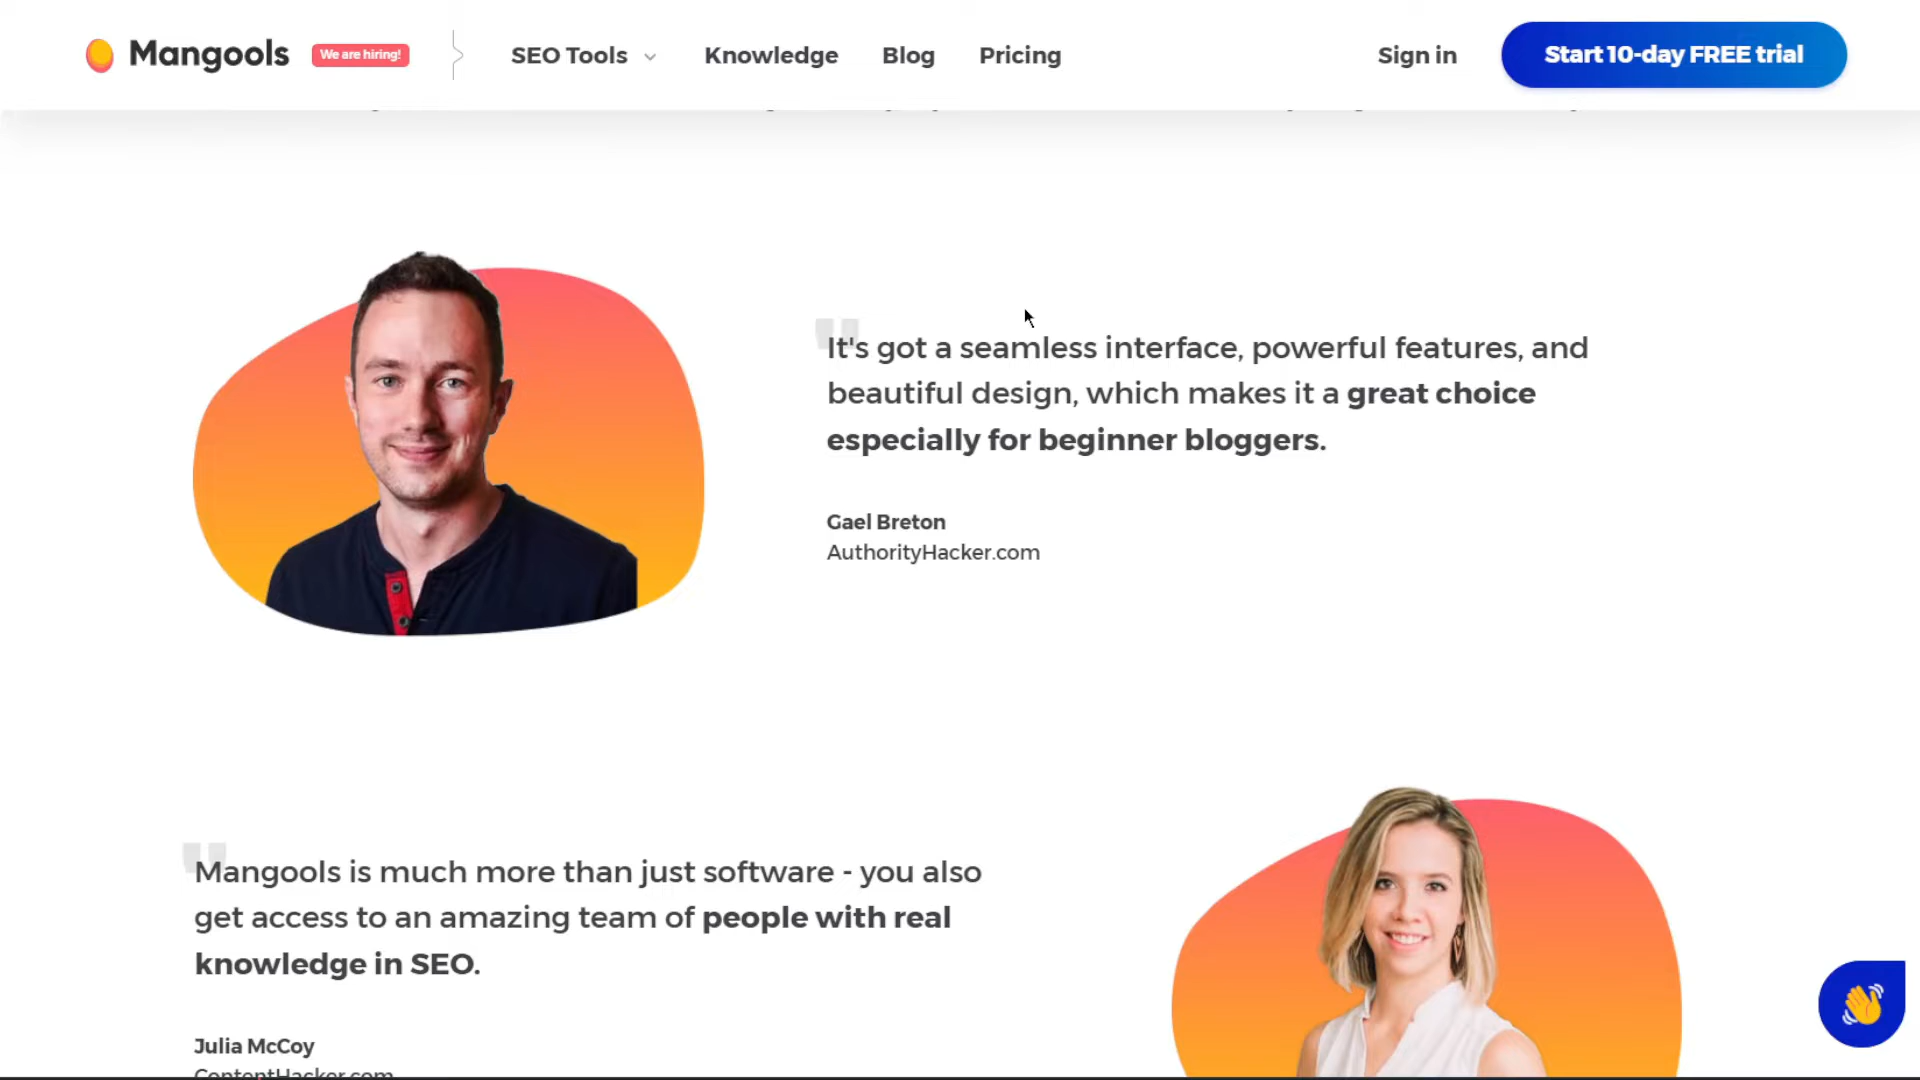 Mangools We are hiring! SEO Tools Knowledge Blog Pricing Sign in Start 10-day FREE trial
It's got a seamless interface, powerful features, and
beautiful design, which makes it a great choice
especially for beginner bloggers.
Gael Breton
AuthorityHacker.com
Mangools is much more than just software - you also
get access to an amazing team of people with real
knowledge in SEO.
Julia McCoy
ContentHacker.com